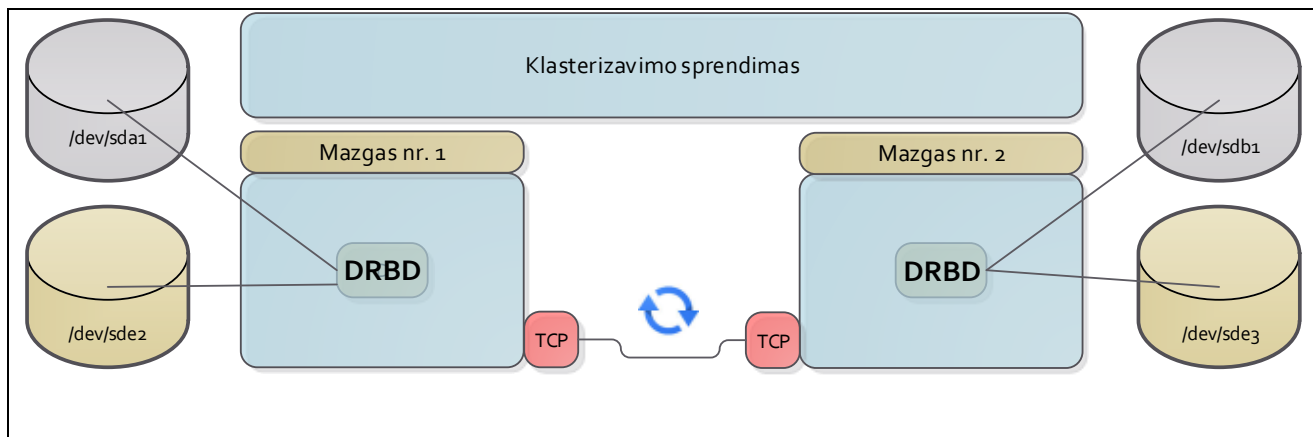 Klasterizavimo sprendimas
/dev/sda1
/dev/sdb1
Mazgas nr. 1
Mazgas nr. 2
DRBD
DRBD
/dev/sde2
/dev/sde3
TCP
TCP